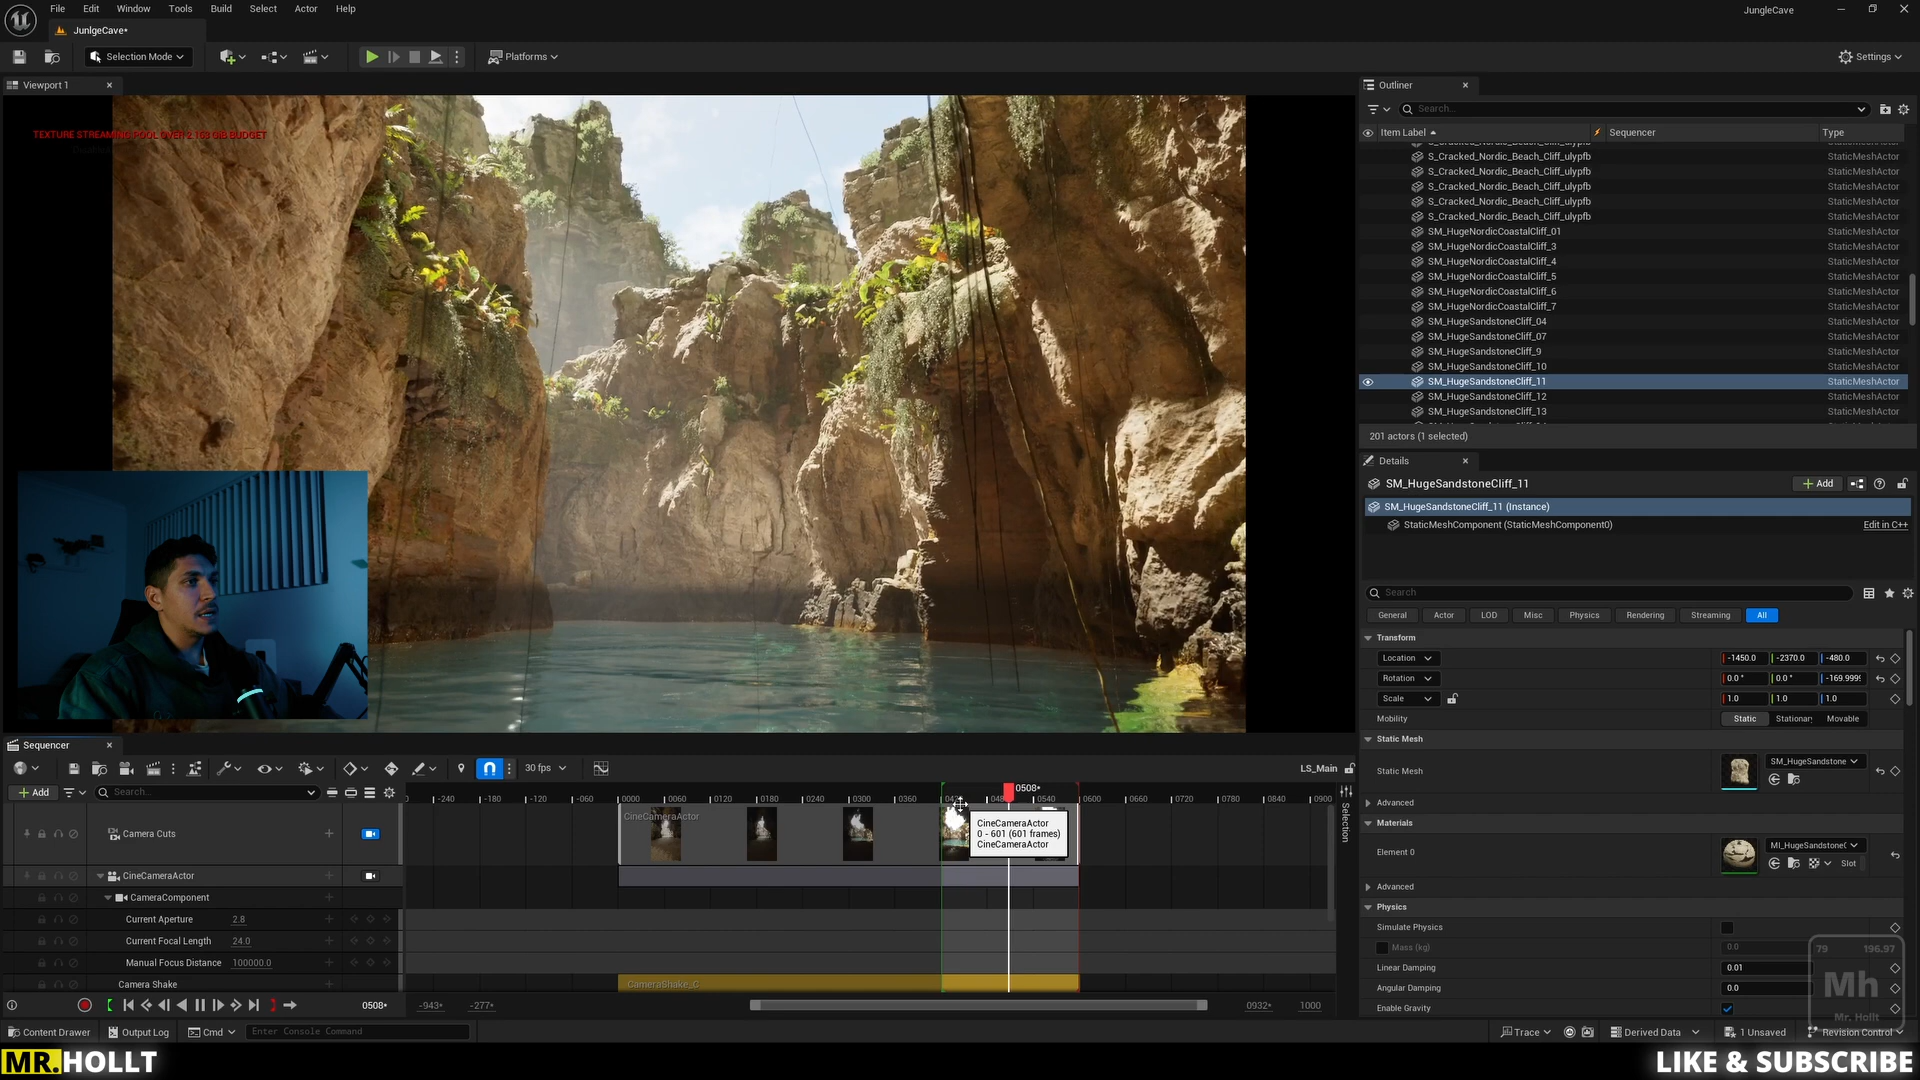 File Edit Window Tools Build Select Actor Help
JungleCave
JunlgeCave*
Selection Mode
Platforms
Settings
Viewport 1
TEXTURE STREAMING POOL OVER 2.163 GiB BUDGET
Outliner
Search...
Item Label Sequencer Type
S_Cracked_Nordic_Beach_Cliff_ulypfb StaticMeshActor
S_Cracked_Nordic_Beach_Cliff_ulypfb StaticMeshActor
S_Cracked_Nordic_Beach_Cliff_ulypfb StaticMeshActor
S_Cracked_Nordic_Beach_Cliff_ulypfb StaticMeshActor
S_Cracked_Nordic_Beach_Cliff_ulypfb StaticMeshActor
SM_HugeNordicCoastalCliff_01 StaticMeshActor
SM_HugeNordicCoastalCliff_3 StaticMeshActor
SM_HugeNordicCoastalCliff_4 StaticMeshActor
SM_HugeNordicCoastalCliff_5 StaticMeshActor
SM_HugeNordicCoastalCliff_6 StaticMeshActor
SM_HugeNordicCoastalCliff_7 StaticMeshActor
SM_HugeSandstoneCliff_04 StaticMeshActor
SM_HugeSandstoneCliff_07 StaticMeshActor
SM_HugeSandstoneCliff_9 StaticMeshActor
SM_HugeSandstoneCliff_10 StaticMeshActor
SM_HugeSandstoneCliff_11 StaticMeshActor
SM_HugeSandstoneCliff_12 StaticMeshActor
SM_HugeSandstoneCliff_13 StaticMeshActor
201 actors (1 selected)
Details
SM_HugeSandstoneCliff_11
Add
SM_HugeSandstoneCliff_11 (Instance)
StaticMeshComponent (StaticMeshComponent0) Edit in C++
Search
General Actor LOD Misc Physics Rendering Streaming All
Transform
Location -1450.0 -2370.0 -480.0
Rotation 0.0 ° 0.0 ° -169.999
Scale 1.0 1.0 1.0
Mobility Static Stationar Movable
Static Mesh
Static Mesh SM_HugeSandstone
Advanced
Materials
Element 0 MI_HugeSandstone
Slot
Advanced
Physics
Simulate Physics
Mass (kg) 0.0
Linear Damping 0.01
Angular Damping 0.0
Enable Gravity
79 196.97
Mh
Mr. Hollt
Sequencer
30 fps
LS_Main
Add
Search...
-240 -180 -120 -060 0000 0060 0120 0180 0240 0300 0360 0540 0600 0660 0720 0780 0840 0900
0508*
Selection
Camera Cuts
CineCameraActor
CineCameraActor
0 - 601 (601 frames)
CineCameraActor
CineCameraActor
CameraComponent
Current Aperture 2.8
Current Focal Length 24.0
Manual Focus Distance 100000.0
Camera Shake
CameraShake_C
0508*
-943* -277* 0932* 1000
Content Drawer Output Log Cmd Enter Console Command
Trace Derived Data 1 Unsaved Revision Control
MR.HOLLT
LIKE & SUBSCRIBE